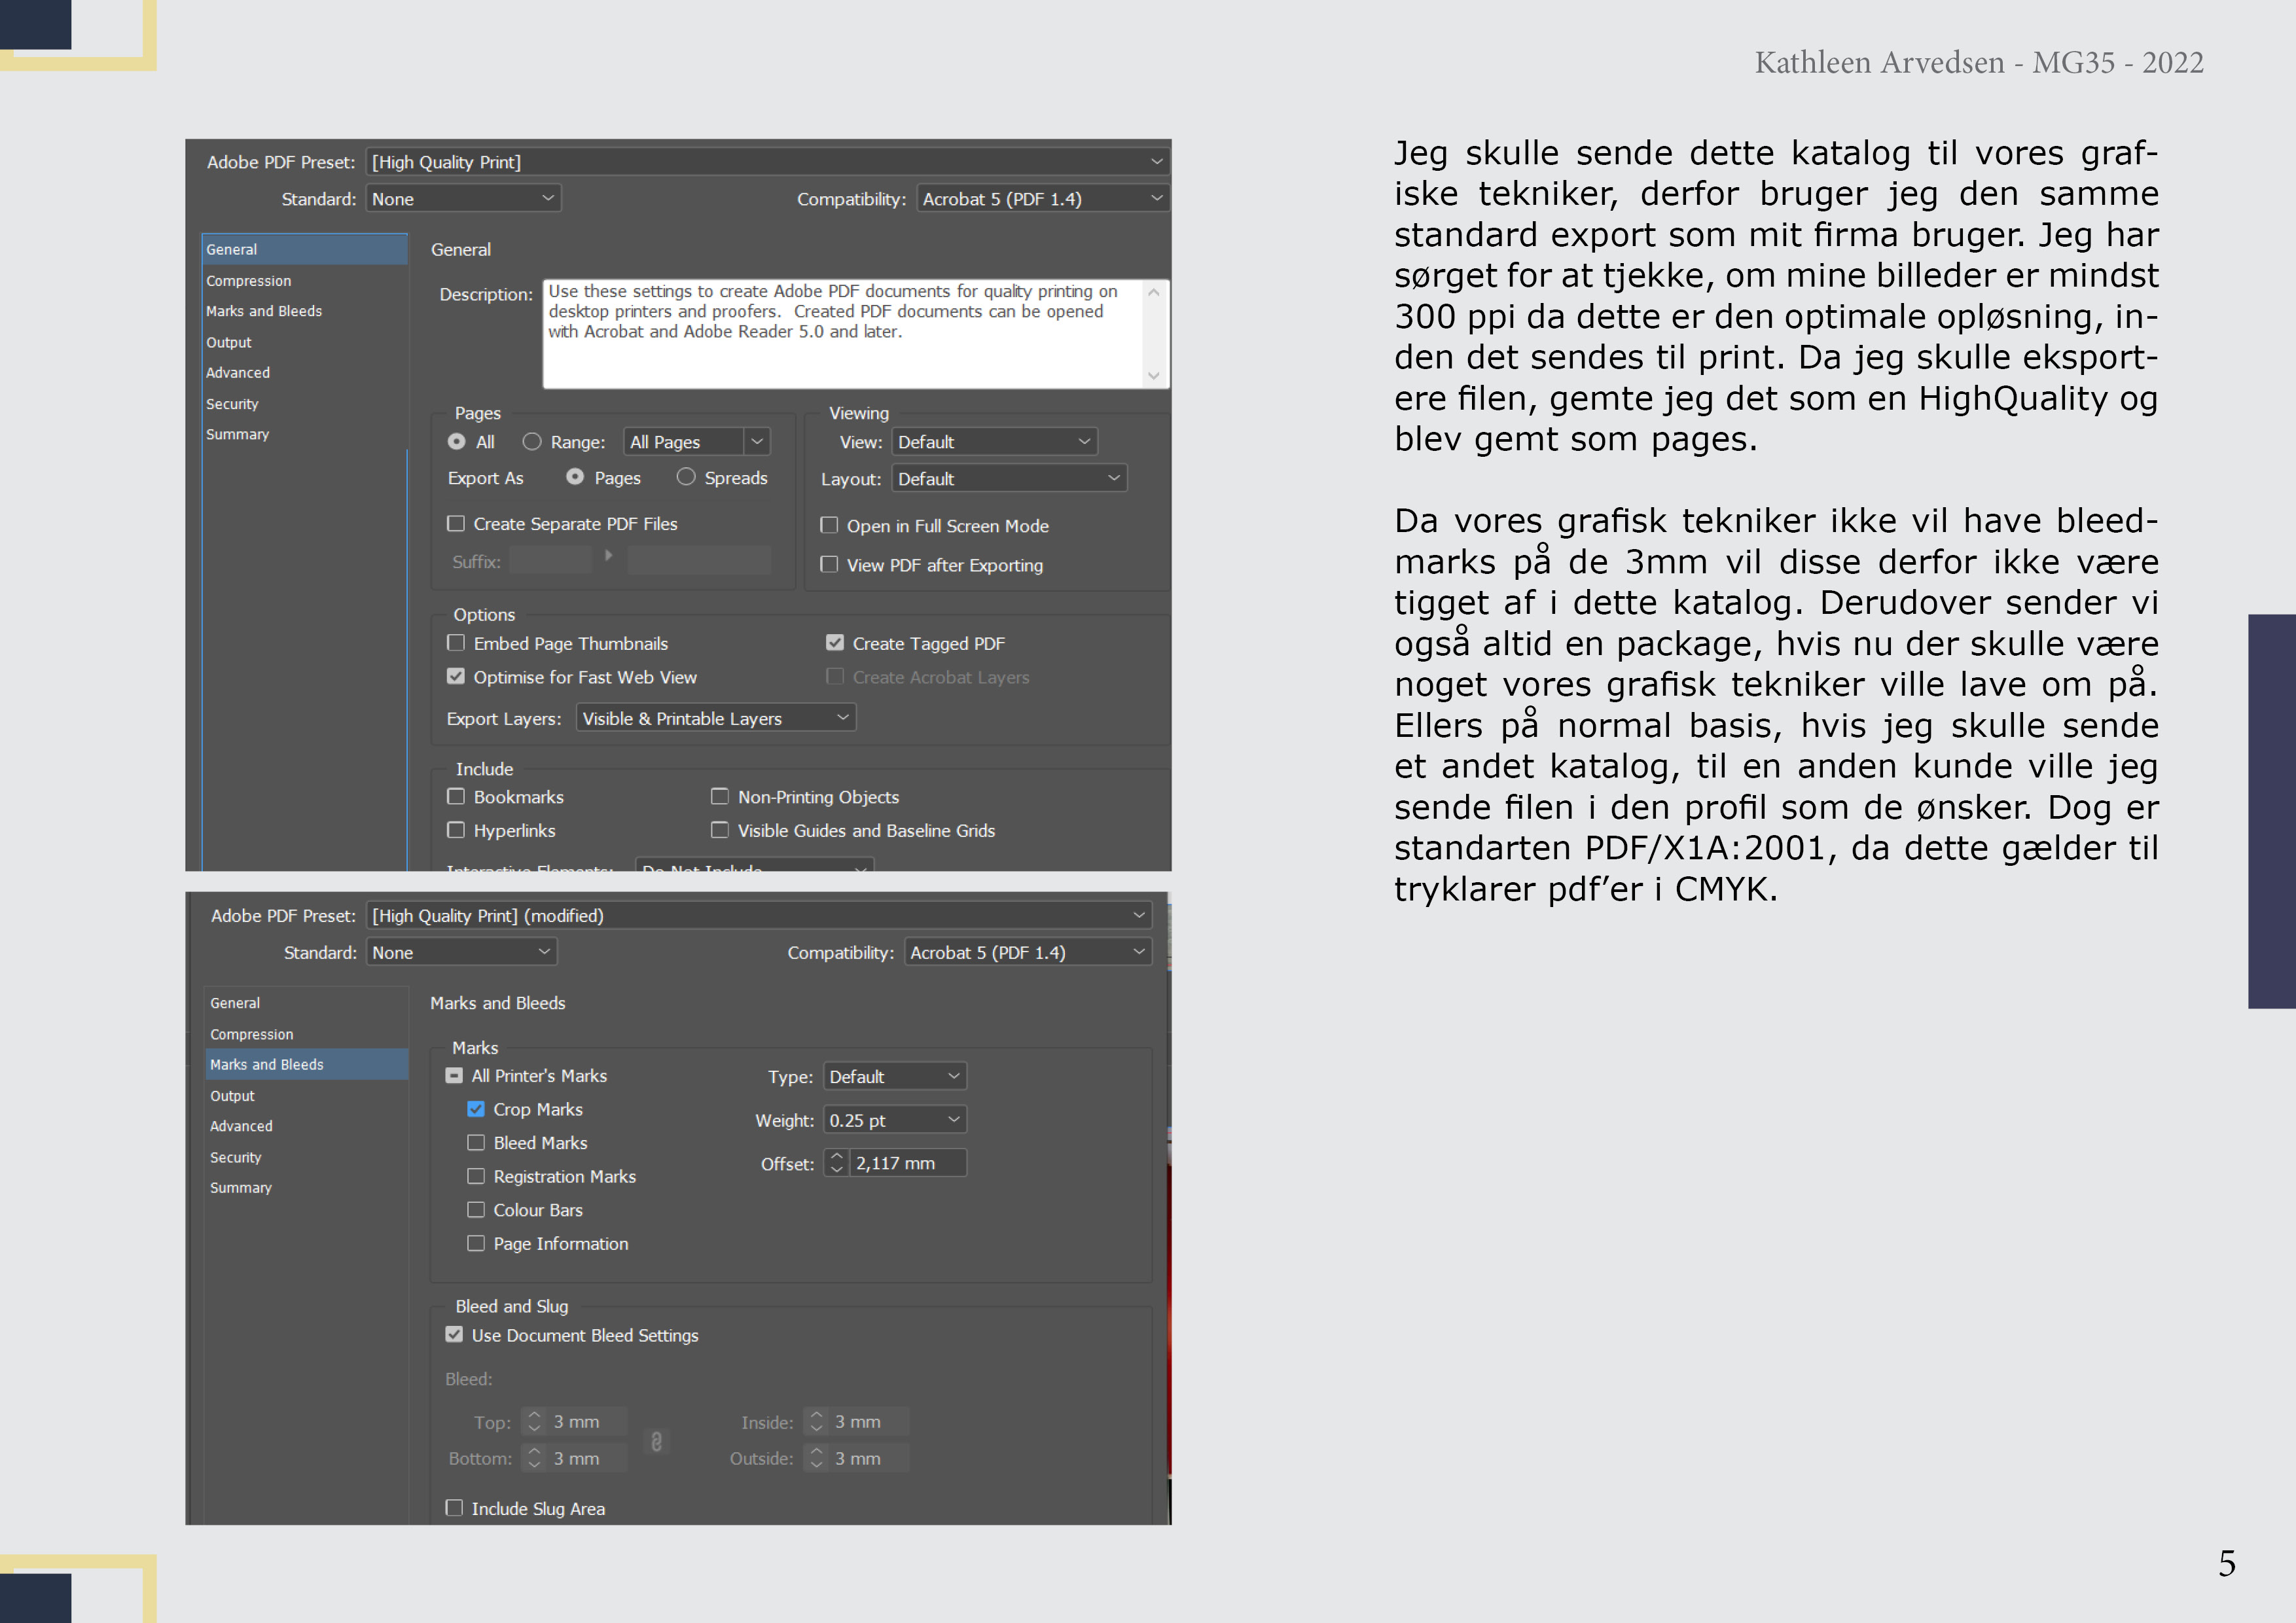 Kathleen Arvedsen - MG35 - 2022
Adobe PDF Preset: [High Quality Print]
Standard: None Compatibility: Acrobat 5 (PDF 1.4)
General
Compression
Marks and Bleeds
Output
Advanced
Security
Summary
General
Description: Use these settings to create Adobe PDF documents for quality printing on
desktop printers and proofers. Created PDF documents can be opened
with Acrobat and Adobe Reader 5.0 and later.
Pages
All Range: All Pages
Export As Pages Spreads
Create Separate PDF Files
Suffix:
Viewing
View: Default
Layout: Default
Open in Full Screen Mode
View PDF after Exporting
Options
Embed Page Thumbnails Create Tagged PDF
Optimise for Fast Web View Create Acrobat Layers
Export Layers: Visible & Printable Layers
Include
Bookmarks Non-Printing Objects
Hyperlinks Visible Guides and Baseline Grids
Interactive Elements: Do Not Include
Adobe PDF Preset: [High Quality Print] (modified)
Standard: None Compatibility: Acrobat 5 (PDF 1.4)
General
Compression
Marks and Bleeds
Output
Advanced
Security
Summary
Marks and Bleeds
Marks
All Printer's Marks Type: Default
Crop Marks
Bleed Marks Weight: 0.25 pt
Registration Marks Offset: 2,117 mm
Colour Bars
Page Information
Bleed and Slug
Use Document Bleed Settings
Bleed:
Top: 3 mm Inside: 3 mm
Bottom: 3 mm Outside: 3 mm
Include Slug Area
Jeg skulle sende dette katalog til vores graf-
iske tekniker, derfor bruger jeg den samme
standard export som mit firma bruger. Jeg har
sørget for at tjekke, om mine billeder er mindst
300 ppi da dette er den optimale opløsning, in-
den det sendes til print. Da jeg skulle eksport-
ere filen, gemte jeg det som en HighQuality og
blev gemt som pages.
Da vores grafisk tekniker ikke vil have bleed-
marks på de 3mm vil disse derfor ikke være
tigget af i dette katalog. Derudover sender vi
også altid en package, hvis nu der skulle være
noget vores grafisk tekniker ville lave om på.
Ellers på normal basis, hvis jeg skulle sende
et andet katalog, til en anden kunde ville jeg
sende filen i den profil som de ønsker. Dog er
standarten PDF/X1A:2001, da dette gælder til
tryklarer pdf’er i CMYK.
5